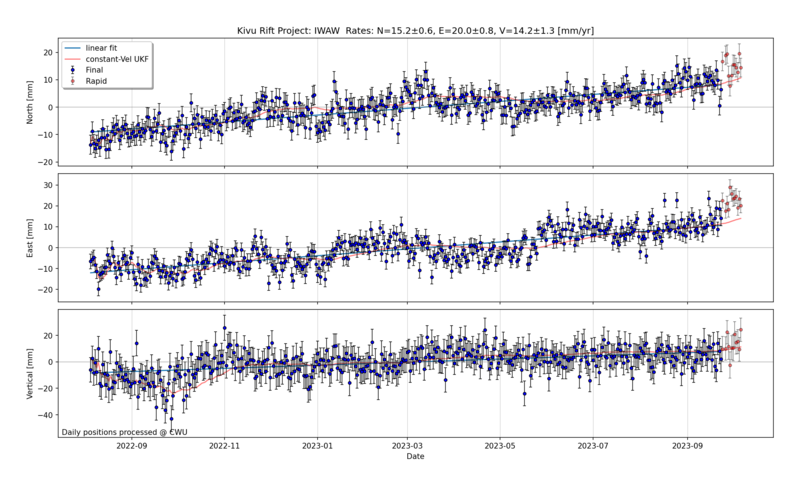 Kivu Rift Project: IWAW  Rates: N=15.2±0.6, E=20.0±0.8, V=14.2±1.3 [mm/yr]
linear fit
constant-Vel UKF
Final
Rapid
North [mm]
20
10
0
−10
−20
East [mm]
30
20
10
0
−10
−20
Vertical [mm]
20
0
−20
−40
Daily positions processed @ CWU
2022-09 2022-11 2023-01 2023-03 2023-05 2023-07 2023-09
Date